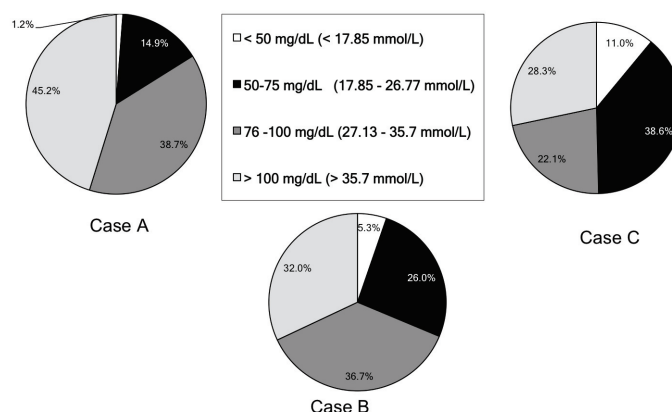 1.2%
14.9%
38.7%
45.2%
Case A
< 50 mg/dL (< 17.85 mmol/L)
50-75 mg/dL (17.85 - 26.77 mmol/L)
76 -100 mg/dL (27.13 - 35.7 mmol/L)
> 100 mg/dL (> 35.7 mmol/L)
11.0%
38.6%
22.1%
28.3%
Case C
5.3%
26.0%
36.7%
32.0%
Case B